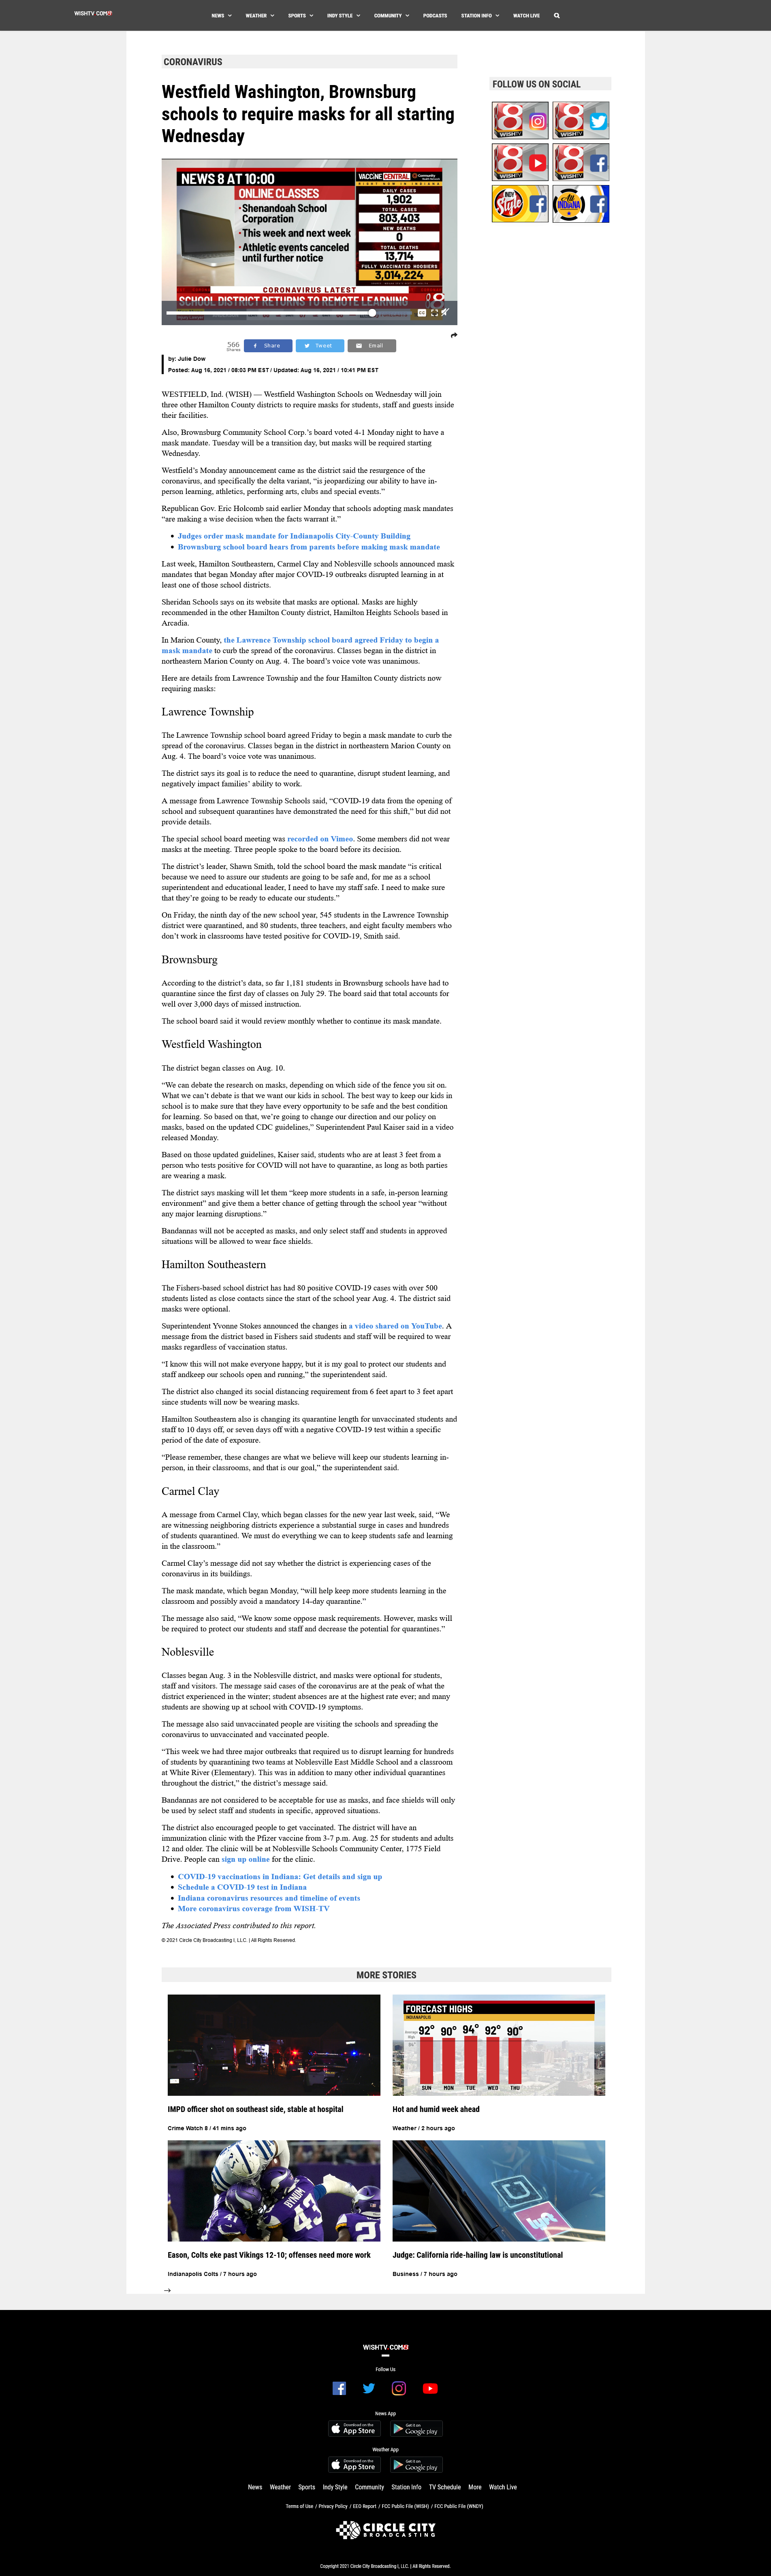 WISHTV.COM
NEWS WEATHER SPORTS INDY STYLE COMMUNITY PODCASTS STATION INFO WATCH LIVE
CORONAVIRUS
Westfield Washington, Brownsburg
schools to require masks for all starting
Wednesday
NEWS 8 AT 10:00
ONLINE CLASSES
•Shenandoah School
Corporation
•This week and next week
•Athletic events canceled
until further notice
VACCINE CENTRAL Community
RIGHT NOW IN INDIANA
DAILY CASES
1,902
TOTAL CASES
803,403
NEW DEATHS
0
TOTAL DEATHS
13,714
FULLY VACCINATED HOOSIERS
3,014,224
CORONAVIRUS LATEST
SCHOOL DISTRICT RETURNS TO REMOTE LEARNING
566
Shares
Share
Tweet
Email
by: Julie Dow
Posted: Aug 16, 2021 / 08:03 PM EST / Updated: Aug 16, 2021 / 10:41 PM EST
WESTFIELD, Ind. (WISH) — Westfield Washington Schools on Wednesday will join
three other Hamilton County districts to require masks for students, staff and guests inside
their facilities.
Also, Brownsburg Community School Corp.’s board voted 4-1 Monday night to have a
mask mandate. Tuesday will be a transition day, but masks will be required starting
Wednesday.
Westfield’s Monday announcement came as the district said the resurgence of the
coronavirus, and specifically the delta variant, “is jeopardizing our ability to have in-
person learning, athletics, performing arts, clubs and special events.”
Republican Gov. Eric Holcomb said earlier Monday that schools adopting mask mandates
“are making a wise decision when the facts warrant it.”
Judges order mask mandate for Indianapolis City-County Building
Brownsburg school board hears from parents before making mask mandate
Last week, Hamilton Southeastern, Carmel Clay and Noblesville schools announced mask
mandates that began Monday after major COVID-19 outbreaks disrupted learning in at
least one of those school districts.
Sheridan Schools says on its website that masks are optional. Masks are highly
recommended in the other Hamilton County district, Hamilton Heights Schools based in
Arcadia.
In Marion County, the Lawrence Township school board agreed Friday to begin a
mask mandate to curb the spread of the coronavirus. Classes began in the district in
northeastern Marion County on Aug. 4. The board’s voice vote was unanimous.
Here are details from Lawrence Township and the four Hamilton County districts now
requiring masks:
Lawrence Township
The Lawrence Township school board agreed Friday to begin a mask mandate to curb the
spread of the coronavirus. Classes began in the district in northeastern Marion County on
Aug. 4. The board’s voice vote was unanimous.
The district says its goal is to reduce the need to quarantine, disrupt student learning, and
negatively impact families’ ability to work.
A message from Lawrence Township Schools said, “COVID-19 data from the opening of
school and subsequent quarantines have demonstrated the need for this shift,” but did not
provide details.
The special school board meeting was recorded on Vimeo. Some members did not wear
masks at the meeting. Three people spoke to the board before its decision.
The district’s leader, Shawn Smith, told the school board the mask mandate “is critical
because we need to assure our students are going to be safe and, for me as a school
superintendent and educational leader, I need to have my staff safe. I need to make sure
that they’re going to be ready to educate our students.”
On Friday, the ninth day of the new school year, 545 students in the Lawrence Township
district were quarantined, and 80 students, three teachers, and eight faculty members who
don’t work in classrooms have tested positive for COVID-19, Smith said.
Brownsburg
According to the district’s data, so far 1,181 students in Brownsburg schools have had to
quarantine since the first day of classes on July 29. The board said that total accounts for
well over 3,000 days of missed instruction.
The school board said it would review monthly whether to continue its mask mandate.
Westfield Washington
The district began classes on Aug. 10.
“We can debate the research on masks, depending on which side of the fence you sit on.
What we can’t debate is that we want our kids in school. The best way to keep our kids in
school is to make sure that they have every opportunity to be safe and the best condition
for learning. So based on that, we’re going to change our direction and our policy on
masks, based on the updated CDC guidelines,” Superintendent Paul Kaiser said in a video
released Monday.
Based on those updated guidelines, Kaiser said, students who are at least 3 feet from a
person who tests positive for COVID will not have to quarantine, as long as both parties
are wearing a mask.
The district says masking will let them “keep more students in a safe, in-person learning
environment” and give them a better chance of getting through the school year “without
any major learning disruptions.”
Bandannas will not be accepted as masks, and only select staff and students in approved
situations will be allowed to wear face shields.
Hamilton Southeastern
The Fishers-based school district has had 80 positive COVID-19 cases with over 500
students listed as close contacts since the start of the school year Aug. 4. The district said
masks were optional.
Superintendent Yvonne Stokes announced the changes in a video shared on YouTube. A
message from the district based in Fishers said students and staff will be required to wear
masks regardless of vaccination status.
“I know this will not make everyone happy, but it is my goal to protect our students and
staff andkeep our schools open and running,” the superintendent said.
The district also changed its social distancing requirement from 6 feet apart to 3 feet apart
since students will now be wearing masks.
Hamilton Southeastern also is changing its quarantine length for unvaccinated students and
staff to 10 days off, or seven days off with a negative COVID-19 test within a specific
period of the date of exposure.
“Please remember, these changes are what we believe will keep our students learning in-
person, in their classrooms, and that is our goal,” the superintendent said.
Carmel Clay
A message from Carmel Clay, which began classes for the new year last week, said, “We
are witnessing neighboring districts experience a substantial surge in cases and hundreds
of students quarantined. We must do everything we can to keep students safe and learning
in the classroom.”
Carmel Clay’s message did not say whether the district is experiencing cases of the
coronavirus in its buildings.
The mask mandate, which began Monday, “will help keep more students learning in the
classroom and possibly avoid a mandatory 14-day quarantine.”
The message also said, “We know some oppose mask requirements. However, masks will
be required to protect our students and staff and decrease the potential for quarantines.”
Noblesville
Classes began Aug. 3 in the Noblesville district, and masks were optional for students,
staff and visitors. The message said cases of the coronavirus are at the peak of what the
district experienced in the winter; student absences are at the highest rate ever; and many
students are showing up at school with COVID-19 symptoms.
The message also said unvaccinated people are visiting the schools and spreading the
coronavirus to unvaccinated and vaccinated people.
“This week we had three major outbreaks that required us to disrupt learning for hundreds
of students by quarantining two teams at Noblesville East Middle School and a classroom
at White River (Elementary). This was in addition to many other individual quarantines
throughout the district,” the district’s message said.
Bandannas are not considered to be acceptable for use as masks, and face shields will only
be used by select staff and students in specific, approved situations.
The district also encouraged people to get vaccinated. The district will have an
immunization clinic with the Pfizer vaccine from 3-7 p.m. Aug. 25 for students and adults
12 and older. The clinic will be at Noblesville Schools Community Center, 1775 Field
Drive. People can sign up online for the clinic.
COVID-19 vaccinations in Indiana: Get details and sign up
Schedule a COVID-19 test in Indiana
Indiana coronavirus resources and timeline of events
More coronavirus coverage from WISH-TV
The Associated Press contributed to this report.
© 2021 Circle City Broadcasting I, LLC. | All Rights Reserved.
FOLLOW US ON SOCIAL
8 WISHTV
8 WISHTV
8 WISHTV
8 WISHTV
INDY Style
All INDIANA
MORE STORIES
IMPD officer shot on southeast side, stable at hospital
Crime Watch 8 / 41 mins ago
FORECAST HIGHS
INDIANAPOLIS
92° 90° 94° 92° 90°
SUN MON TUE WED THU
Hot and humid week ahead
Weather / 2 hours ago
41 BYNUM 43
Eason, Colts eke past Vikings 12-10; offenses need more work
Indianapolis Colts / 7 hours ago
lyft
Judge: California ride-hailing law is unconstitutional
Business / 7 hours ago
WISHTV.COM
Follow Us
News App
Download on the App Store
Get it on Google play
Weather App
Download on the App Store
Get it on Google play
News Weather Sports Indy Style Community Station Info TV Schedule More Watch Live
Terms of Use / Privacy Policy / EEO Report / FCC Public File (WISH) / FCC Public File (WNDY)
CIRCLE CITY
BROADCASTING
Copyright 2021 Circle City Broadcasting I, LLC. | All Rights Reserved.